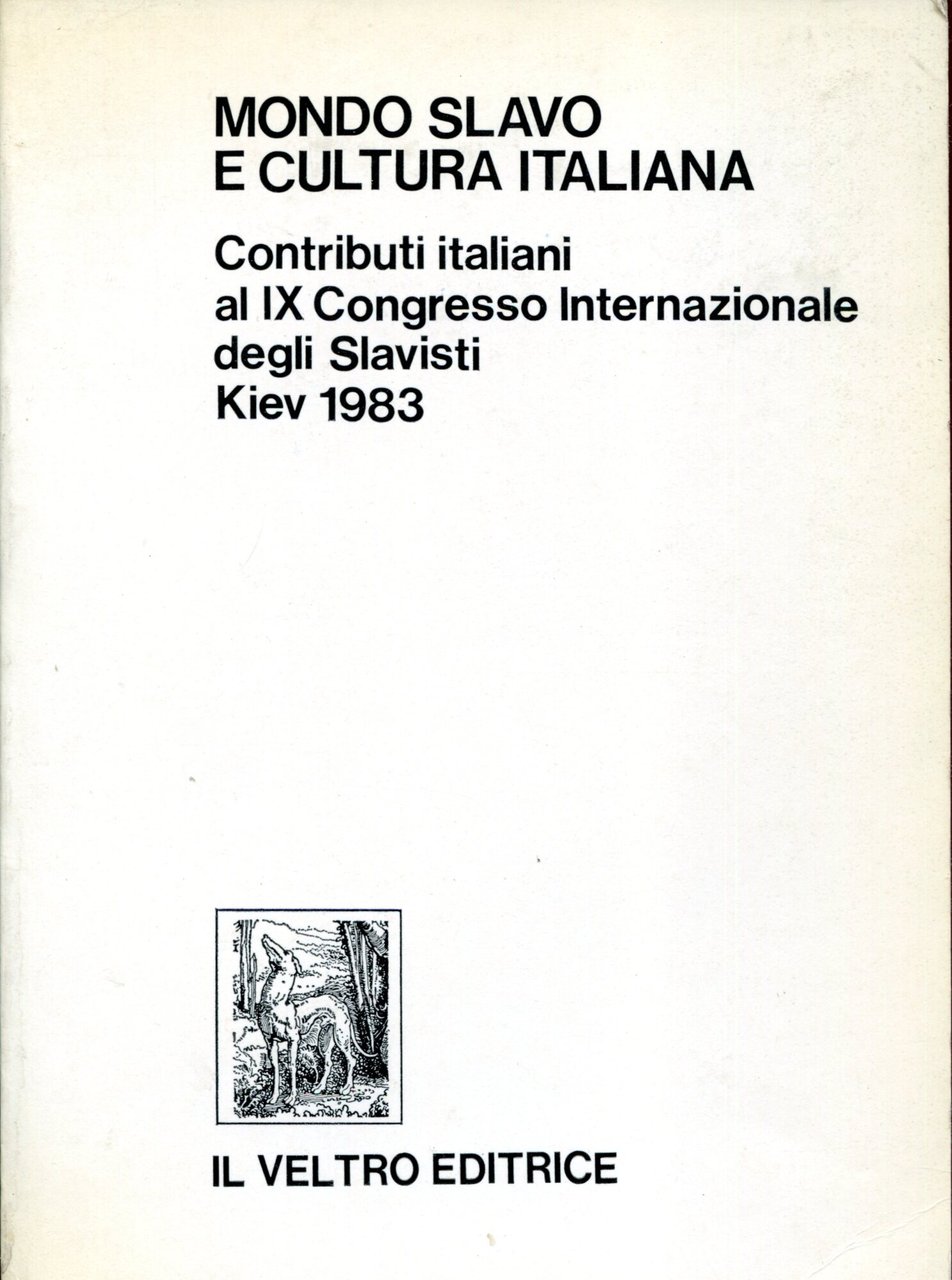 MONDO SLAVO
E CULTURA ITALIANA
Contributi italiani
al IX Congresso Internazionale
degli Slavisti
Kiev 1983
IL VELTRO EDITRICE